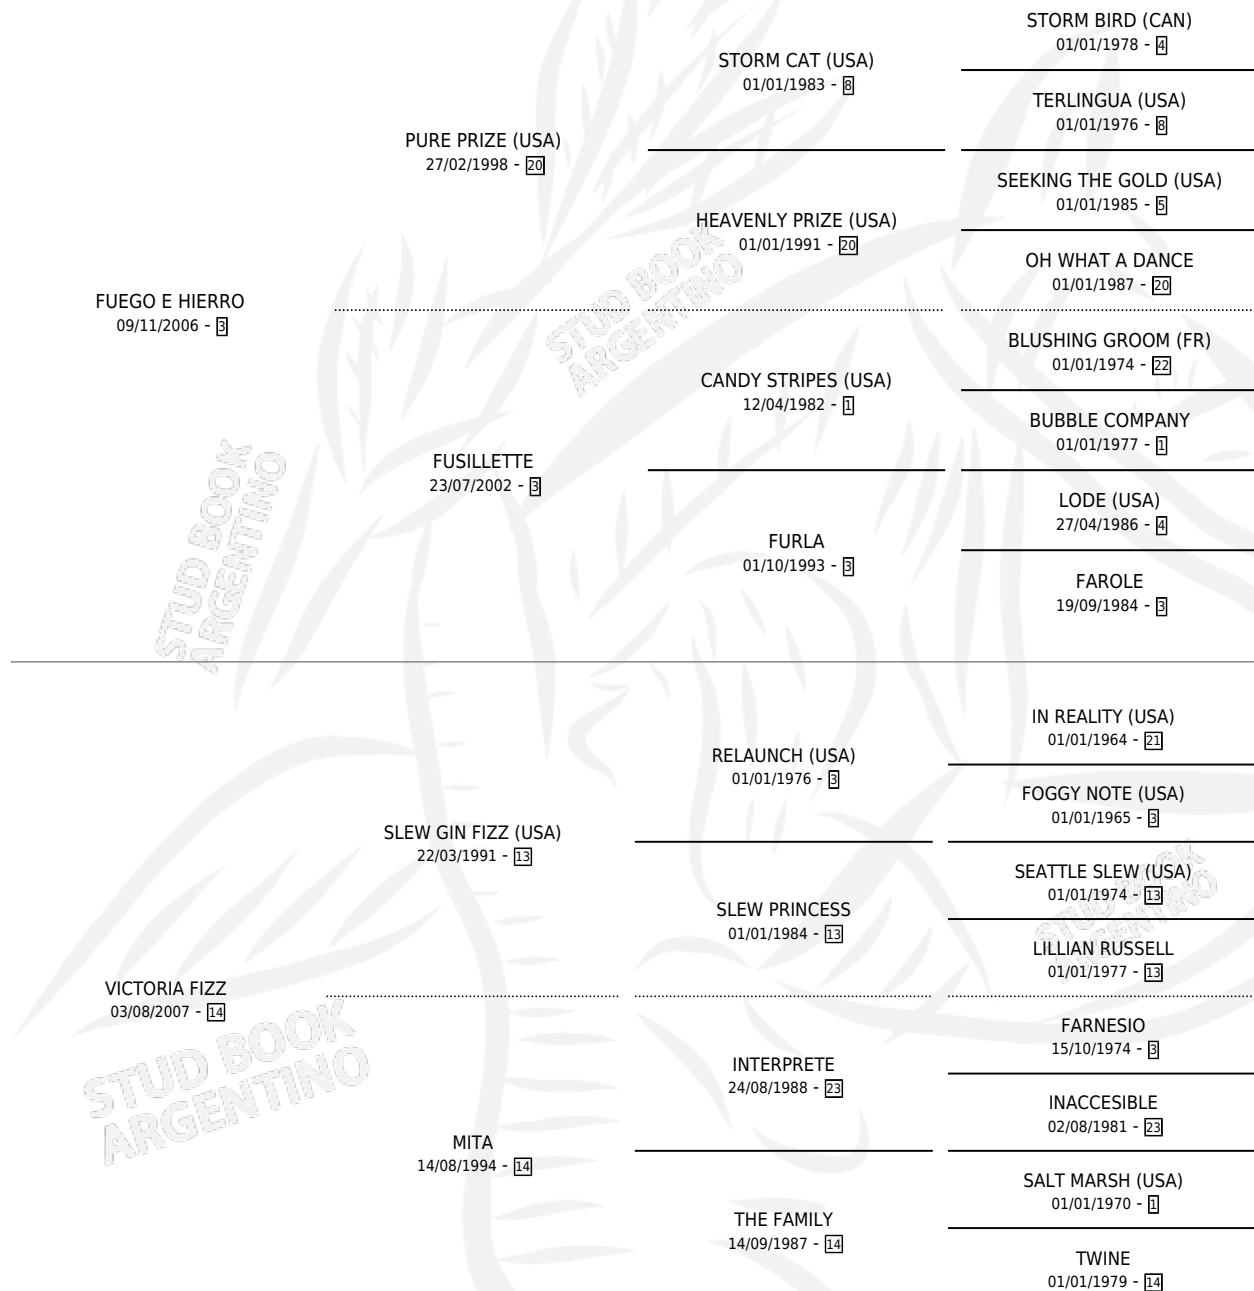 STORM BIRD (CAN)
01/01/1978 - 4
STORM CAT (USA)
01/01/1983 - 8
TERLINGUA (USA)
01/01/1976 - 8
PURE PRIZE (USA)
27/02/1998 - 20
SEEKING THE GOLD (USA)
01/01/1985 - 5
HEAVENLY PRIZE (USA)
01/01/1991 - 20
OH WHAT A DANCE
01/01/1987 - 20
FUEGO E HIERRO
09/11/2006 - 3
BLUSHING GROOM (FR)
01/01/1974 - 22
CANDY STRIPES (USA)
12/04/1982 - 1
BUBBLE COMPANY
01/01/1977 - 1
FUSILLETTE
23/07/2002 - 3
LODE (USA)
27/04/1986 - 4
FURLA
01/10/1993 - 3
FAROLE
19/09/1984 - 3
IN REALITY (USA)
01/01/1964 - 21
RELAUNCH (USA)
01/01/1976 - 3
FOGGY NOTE (USA)
01/01/1965 - 3
SLEW GIN FIZZ (USA)
22/03/1991 - 13
SEATTLE SLEW (USA)
01/01/1974 - 13
SLEW PRINCESS
01/01/1984 - 13
LILLIAN RUSSELL
01/01/1977 - 13
VICTORIA FIZZ
03/08/2007 - 14
FARNESIO
15/10/1974 - 3
INTERPRETE
24/08/1988 - 23
INACCESIBLE
02/08/1981 - 23
MITA
14/08/1994 - 14
SALT MARSH (USA)
01/01/1970 - 1
THE FAMILY
14/09/1987 - 14
TWINE
01/01/1979 - 14
STUD BOOK
ARGENTINO
STUD BOOK
ARGENTINO
STUD BOOK
ARGENTINO
STUD BOOK
ARGENTINO